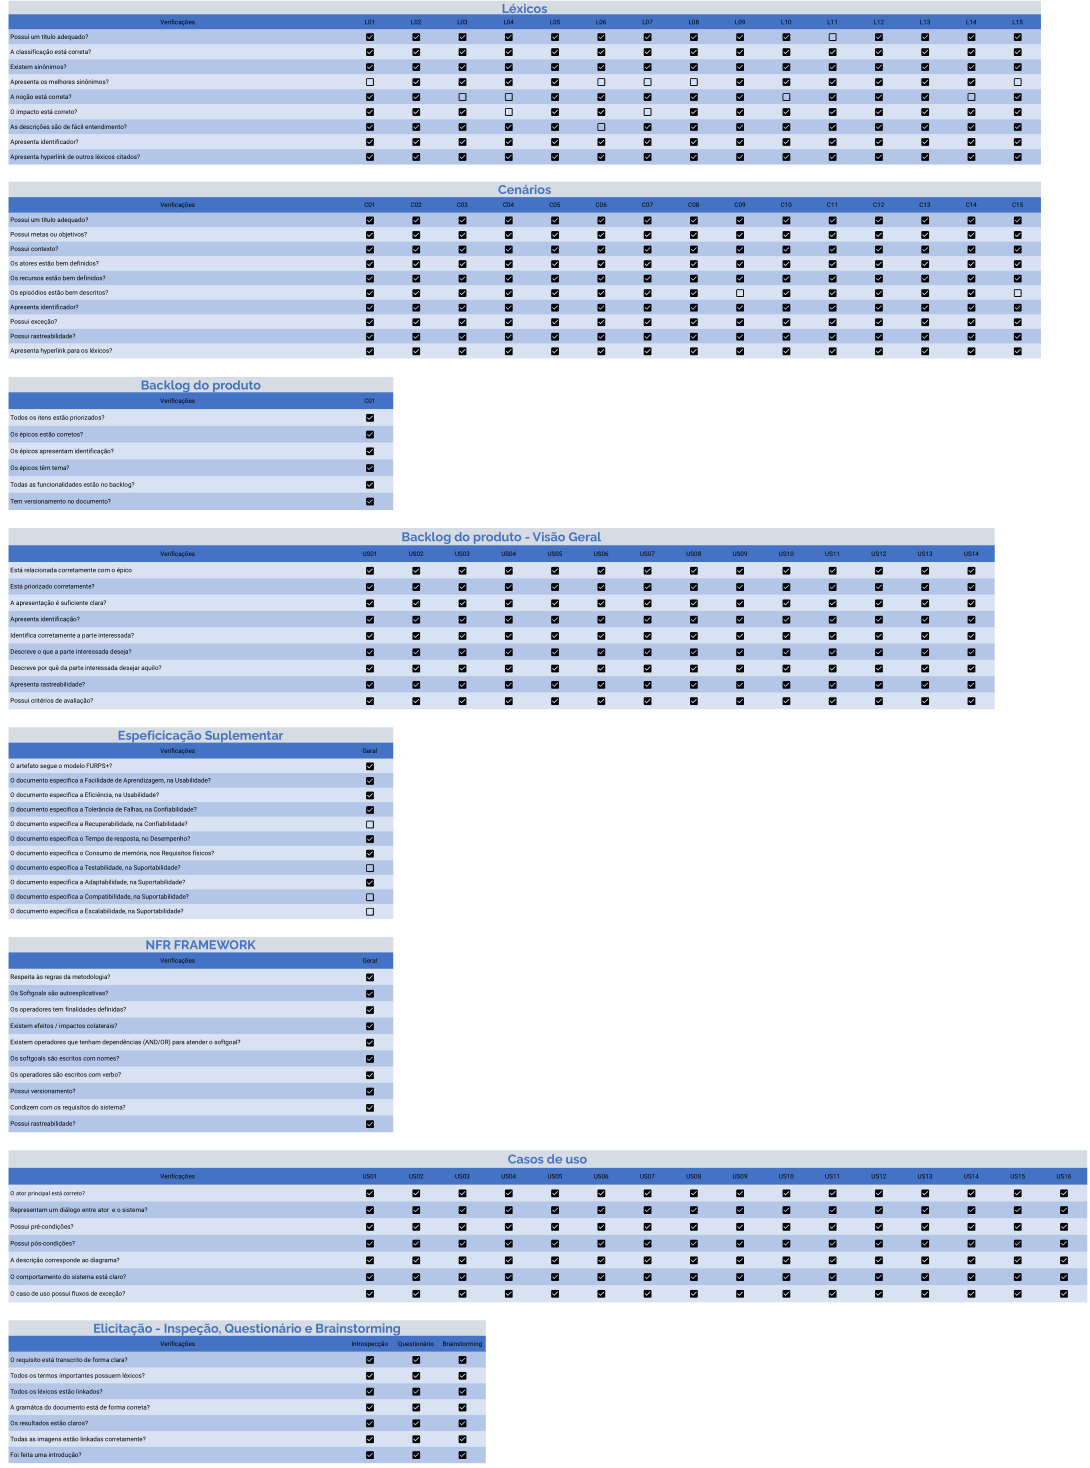 Léxicos
Verificações L01 L02 L03 L04 L05 L06 L07 L08 L09 L10 L11 L12 L13 L14 L15
Possui um título adequado?
A classificação está correta?
Existem sinônimos?
Apresenta os melhores sinônimos?
A noção está correta?
O impacto está correto?
As descrições são de fácil entendimento?
Apresenta identificador?
Apresenta hyperlink de outros léxicos citados?
Cenários
Verificações C01 C02 C03 C04 C05 C06 C07 C08 C09 C10 C11 C12 C13 C14 C15
Possui um título adequado?
Possui metas ou objetivos?
Possui contexto?
Os atores estão bem definidos?
Os recursos estão bem definidos?
Os episódios estão bem descritos?
Apresenta identificador?
Possui exceção?
Possui rastreabilidade?
Apresenta hyperlink para os léxicos?
Backlog do produto
Verificações C01
Todos os itens estão priorizados?
Os épicos estão corretos?
Os épicos apresentam identificação?
Os épicos têm tema?
Todas as funcionalidades estão no backlog?
Tem versionamento no documento?
Backlog do produto - Visão Geral
Verificações US01 US02 US03 US04 US05 US06 US07 US08 US09 US10 US11 US12 US13 US14
Está relacionada corretamente com o épico
Está priorizado corretamente?
A apresentação é suficiente clara?
Apresenta identificação?
Identifica corretamente a parte interessada?
Descreve o que a parte interessada deseja?
Descreve por quê da parte interessada desejar aquilo?
Apresenta rastreabilidade?
Possui critérios de avaliação?
Espeficicação Suplementar
Verificações Geral
O artefato segue o modelo FURPS+?
O documento especifica a Facilidade de Aprendizagem, na Usabilidade?
O documento especifica a Eficiência, na Usabilidade?
O documento especifica a Tolerância de Falhas, na Confiabilidade?
O documento especifica a Recuperabilidade, na Confiabilidade?
O documento especifica o Tempo de resposta, no Desempenho?
O documento especifica o Consumo de memória, nos Requisitos físicos?
O documento especifica a Testabilidade, na Suportabilidade?
O documento especifica a Adaptabilidade, na Suportabilidade?
O documento especifica a Compatibilidade, na Suportabilidade?
O documento especifica a Escalabilidade, na Suportabilidade?
NFR FRAMEWORK
Verificações Geral
Respeita às regras da metodologia?
Os Softgoals são autoexplicativas?
Os operadores tem finalidades definidas?
Existem efeitos / impactos colaterais?
Existem operadores que tenham dependências (AND/OR) para atender o softgoal?
Os softgoals são escritos com nomes?
Os operadores são escritos com verbo?
Possui versionamento?
Condizem com os requisitos do sistema?
Possui rastreabilidade?
Casos de uso
Verificações US01 US02 US03 US04 US05 US06 US07 US08 US09 US10 US11 US12 US13 US14 US15 US16
O ator principal está correto?
Representam um diálogo entre ator e o sistema?
Possui pré-condições?
Possui pós-condições?
A descrição corresponde ao diagrama?
O comportamento do sistema está claro?
O caso de uso possui fluxos de exceção?
Elicitação - Inspeção, Questionário e Brainstorming
Verificações Introspecção Questionário Brainstorming
O requisito está transcrito de forma clara?
Todos os termos importantes possuem léxicos?
Todos os léxicos estão linkados?
A gramátca do documento está de forma correta?
Os resultados estão claros?
Todas as imagens estão linkadas corretamente?
Foi feita uma introdução?